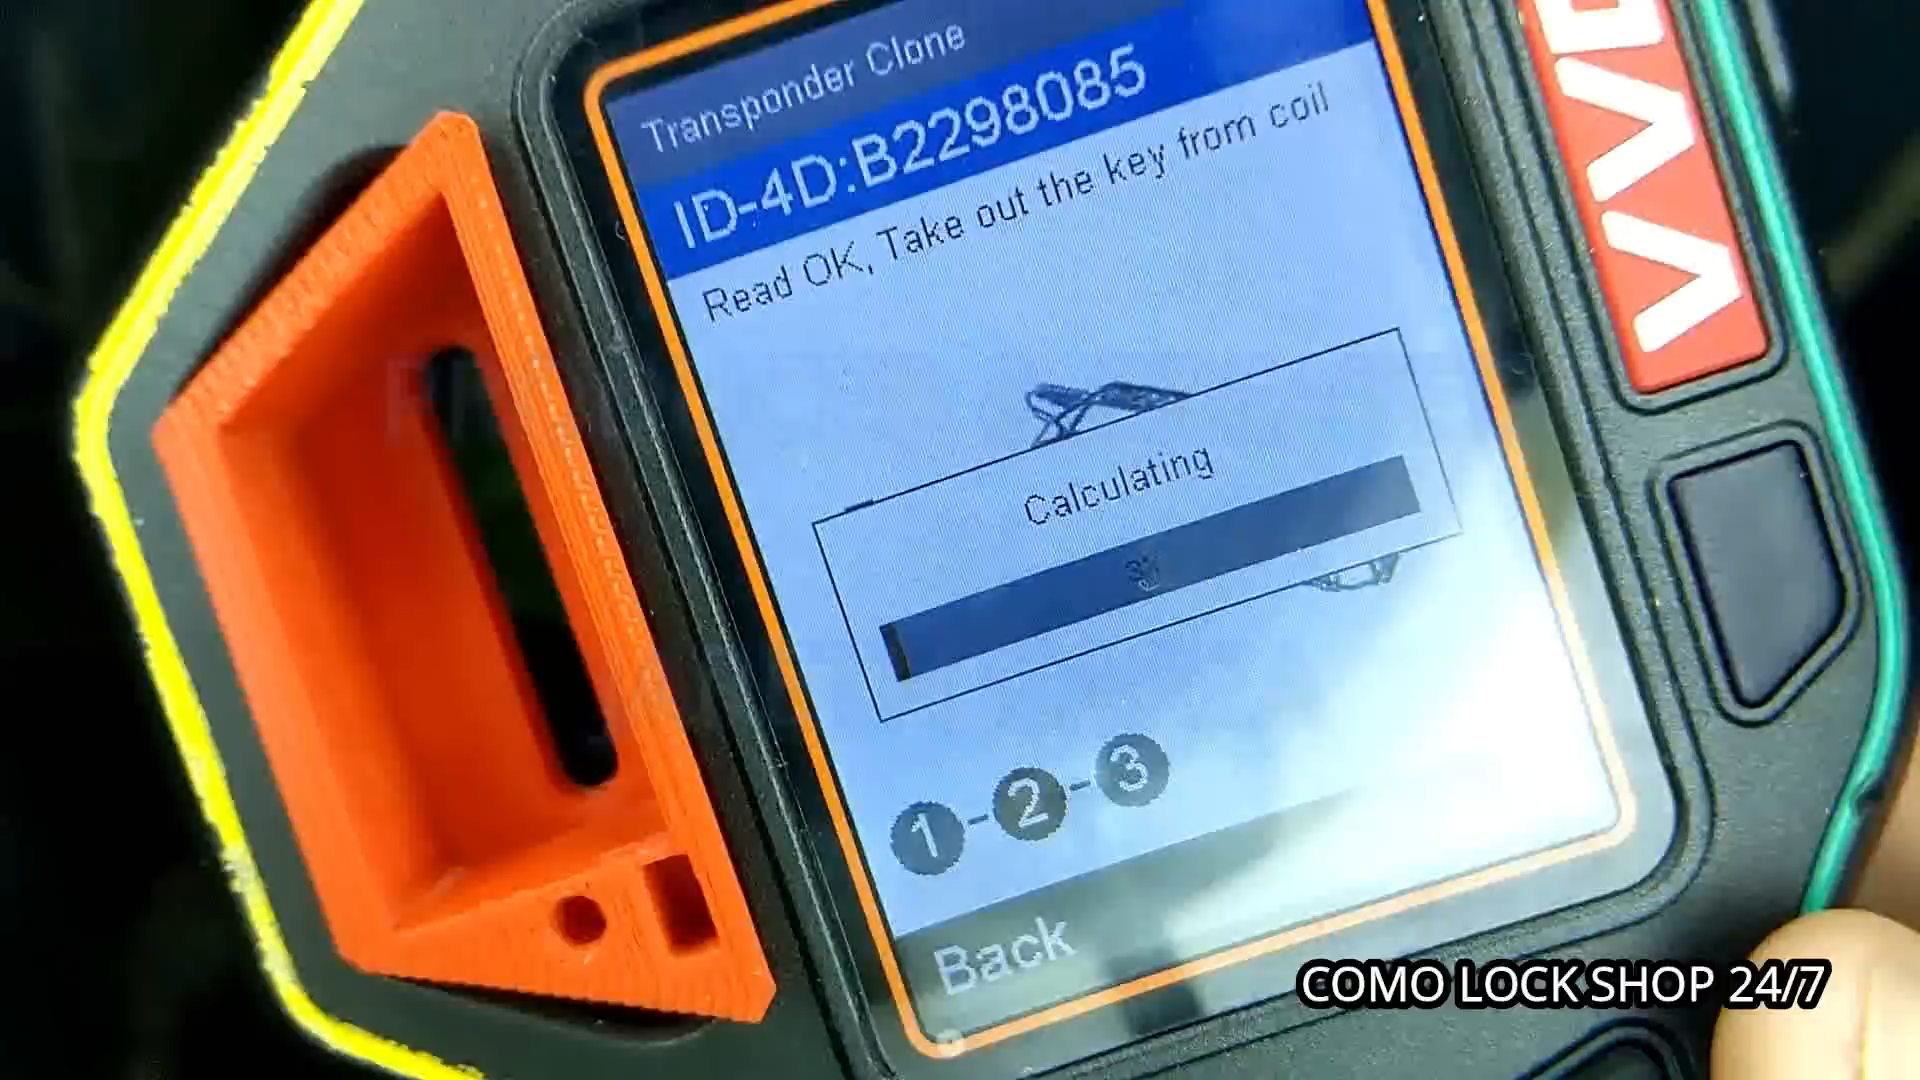 Transponder Clone
ID-4D:B2298085
Read OK, Take out the key from coil
Calculating
1-2-3
Back
COMO LOCK SHOP 24/7